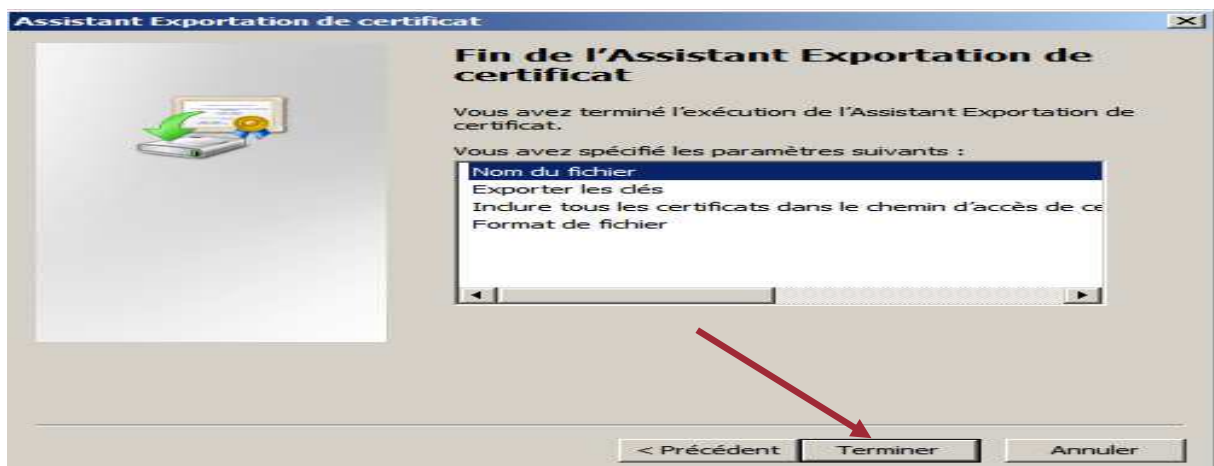 Assistant Exportation de certificat
Fin de l'Assistant Exportation de
certificat
Vous avez terminé l'exécution de l'Assistant Exportation de
certificat.
Vous avez spécifié les paramètres suivants :
Nom du fichier
Exporter les clés
Inclure tous les certificats dans le chemin d'accès de ce
Format de fichier
< Précédent Terminer Annuler